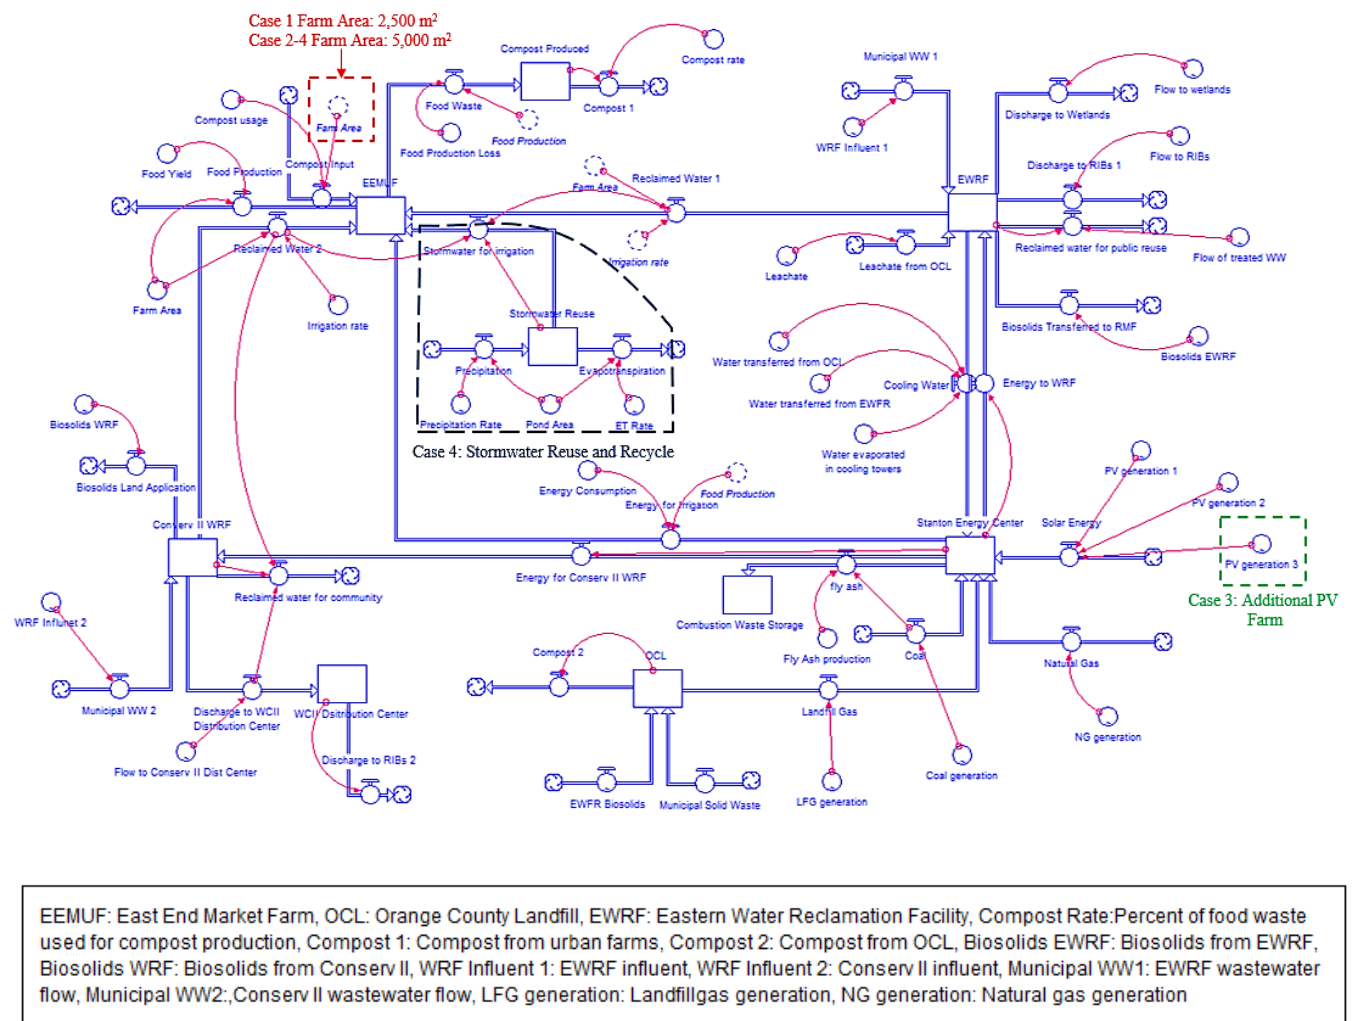 Case 1 Farm Area: 2,500 m²
Case 2-4 Farm Area: 5,000 m²
Compost Produced
Compost rate
Municipal WW 1
Compost usage
Farm Area
Food Waste
Compost 1
Food Production
Food Production Loss
WRF Influent 1
Flow to wetlands
Discharge to Wetlands
Flow to RIBs
Discharge to RIBs 1
Food Yield
Food Production
Compost Input
EEMUF
Farm Area
Reclaimed Water 1
EWRF
Reclaimed Water 2
Stormwater for irrigation
Irrigation rate
Leachate
Leachate from OCL
Reclaimed water for public reuse
Flow of treated WW
Farm Area
Irrigation rate
Stormwater Reuse
Biosolids Transferred to RMF
Biosolids EWRF
Precipitation
Evapotranspiration
Water transferred from OCL
Cooling Water
Energy to WRF
Water transferred from EWFR
Precipitation Rate
Pond Area
ET Rate
Biosolids WRF
Case 4: Stormwater Reuse and Recycle
Water evaporated
in cooling towers
Biosolids Land Application
Energy Consumption
Food Production
Energy for Irrigation
PV generation 1
PV generation 2
Conserv II WRF
Stanton Energy Center
Solar Energy
PV generation 3
Energy for Conserv II WRF
fly ash
Case 3: Additional PV
Farm
Reclaimed water for community
Combustion Waste Storage
WRF Influnet 2
Compost 2
OCL
Fly Ash production
Coal
Natural Gas
Municipal WW 2
Discharge to WCII
Distribution Center
WCII Dsitribution Center
Landfill Gas
NG generation
Flow to Conserv II Dist Center
Discharge to RIBs 2
Coal generation
EWFR Biosolids
Municipal Solid Waste
LFG generation
EEMUF: East End Market Farm, OCL: Orange County Landfill, EWRF: Eastern Water Reclamation Facility, Compost Rate:Percent of food waste
used for compost production, Compost 1: Compost from urban farms, Compost 2: Compost from OCL, Biosolids EWRF: Biosolids from EWRF,
Biosolids WRF: Biosolids from Conserv II, WRF Influent 1: EWRF influent, WRF Influent 2: Conserv II influent, Municipal WW1: EWRF wastewater
flow, Municipal WW2:,Conserv II wastewater flow, LFG generation: Landfillgas generation, NG generation: Natural gas generation